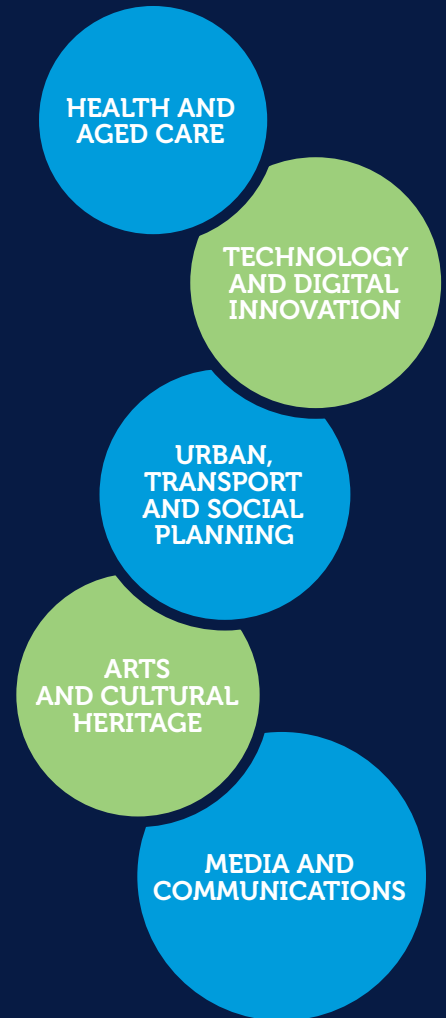 HEALTH AND
AGED CARE
TECHNOLOGY
AND DIGITAL
INNOVATION
URBAN,
TRANSPORT
AND SOCIAL
PLANNING
ARTS
AND CULTURAL
HERITAGE
MEDIA AND
COMMUNICATIONS